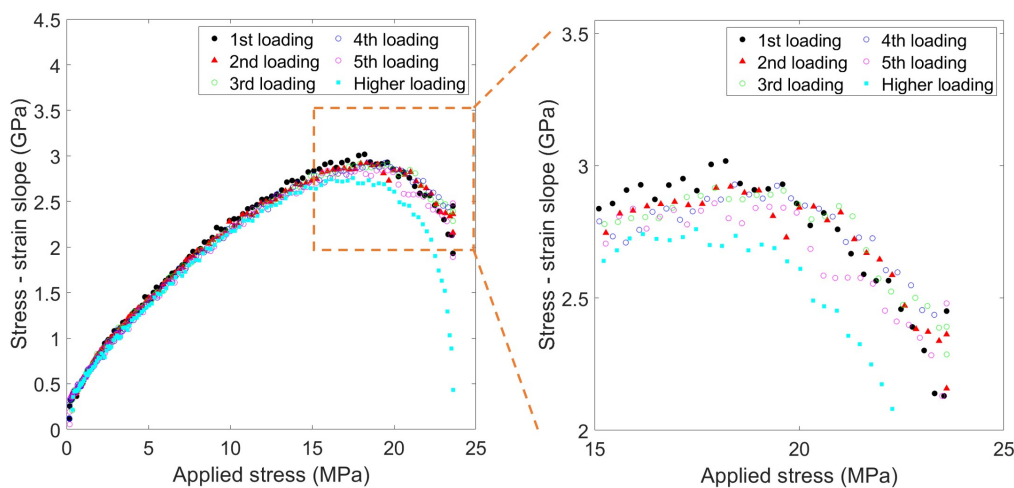 Stress - strain slope (GPa)
4.5
4
3.5
3
2.5
2
1.5
1
0.5
0
1st loading
2nd loading
3rd loading
4th loading
5th loading
Higher loading
0 5 10 15 20 25
Applied stress (MPa)
Stress - strain slope (GPa)
3.5
3
2.5
2
1st loading
2nd loading
3rd loading
4th loading
5th loading
Higher loading
15 20 25
Applied stress (MPa)